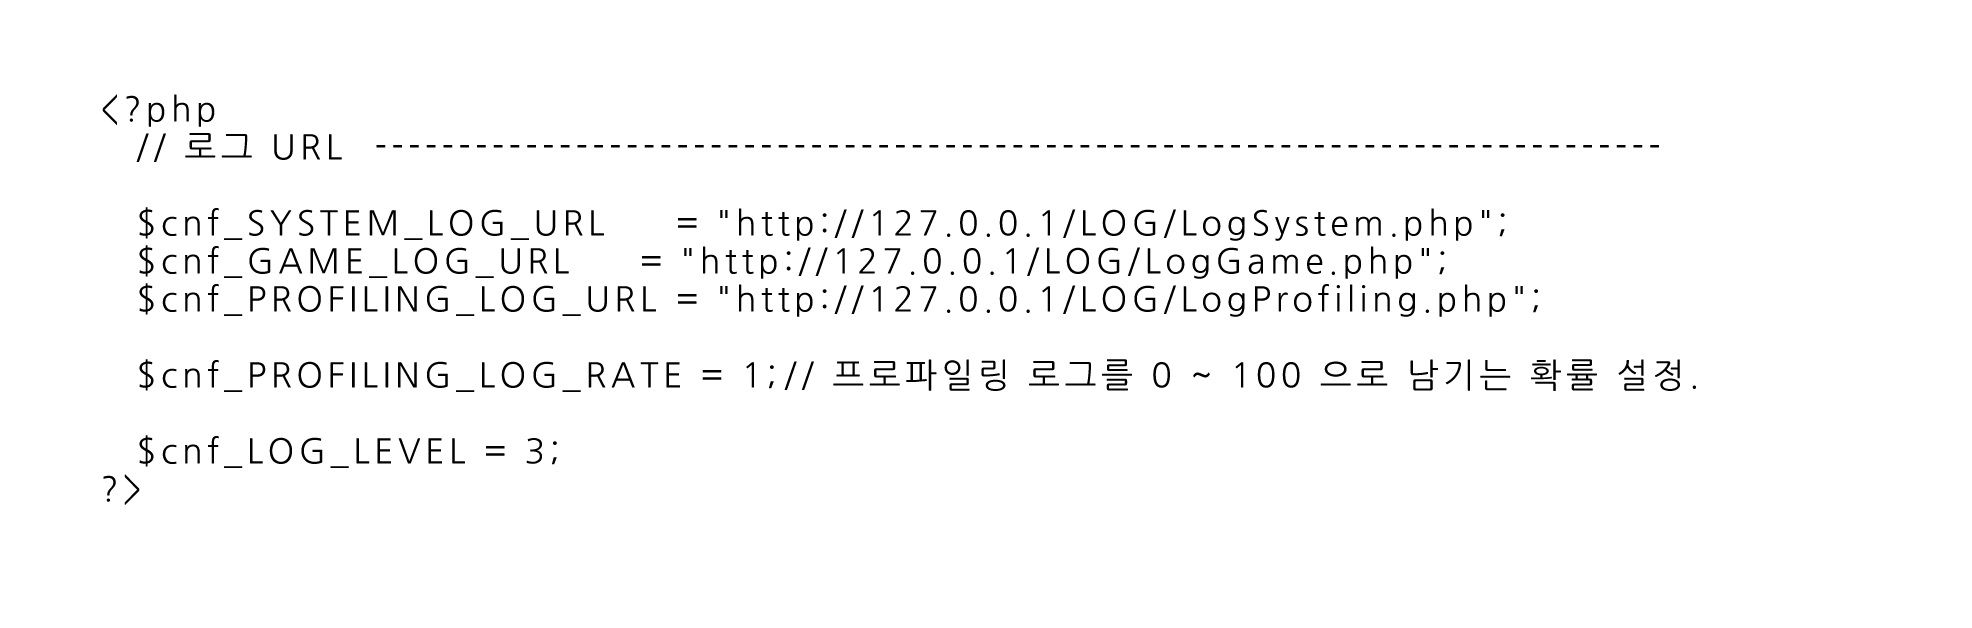 <?php
  // 로그 URL  -----------------------------------------------------------------------------
  $cnf_SYSTEM_LOG_URL    = "http://127.0.0.1/LOG/LogSystem.php";
  $cnf_GAME_LOG_URL    = "http://127.0.0.1/LOG/LogGame.php";
  $cnf_PROFILING_LOG_URL = "http://127.0.0.1/LOG/LogProfiling.php";
  $cnf_PROFILING_LOG_RATE = 1;// 프로파일링 로그를 0 ~ 100 으로 남기는 확률 설정.
  $cnf_LOG_LEVEL = 3;
?>